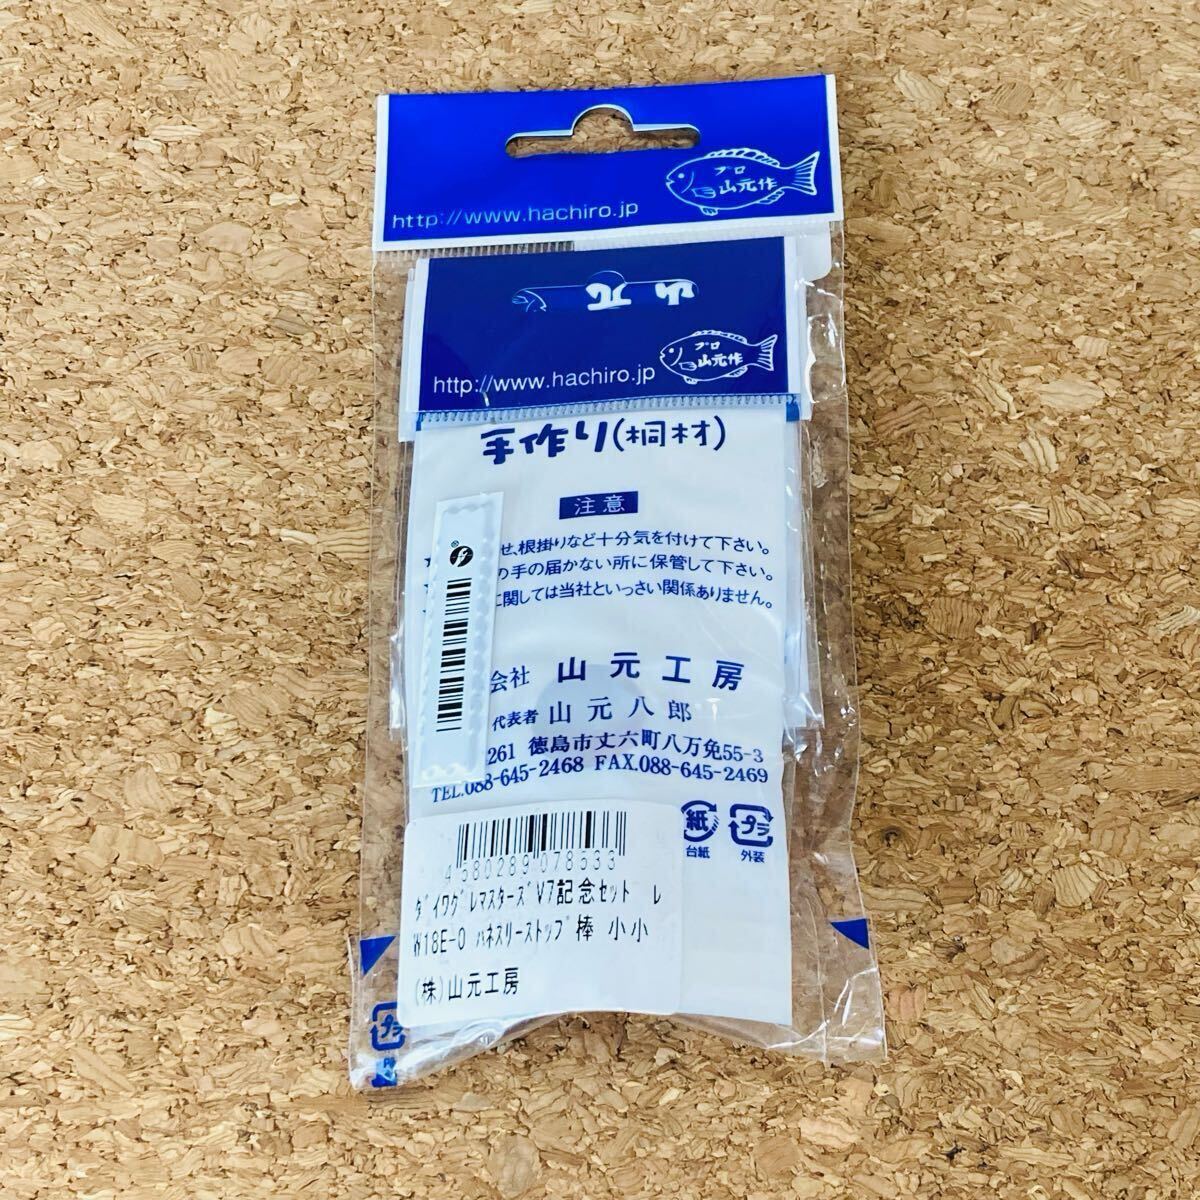 プロ
山元作
http://www.hachiro.jp
山元
プロ
山元作
http://www.hachiro.jp
手作り(桐材)
注意
せ、根掛りなど十分気を付けて下さい。
の手の届かない所に保管して下さい。
に関しては当社といっさい関係ありません。
会社 山元工房
代表者 山元八郎
261 徳島市丈六町八万免55-3
TEL.088-645-2468 FAX.088-645-2469
紙
台紙
プラ
外装
4580289078533
ダイワグレマスターズV7記念セット レ
W18E-0 バネスリーストップ棒 小小
(株)山元工房
プラ